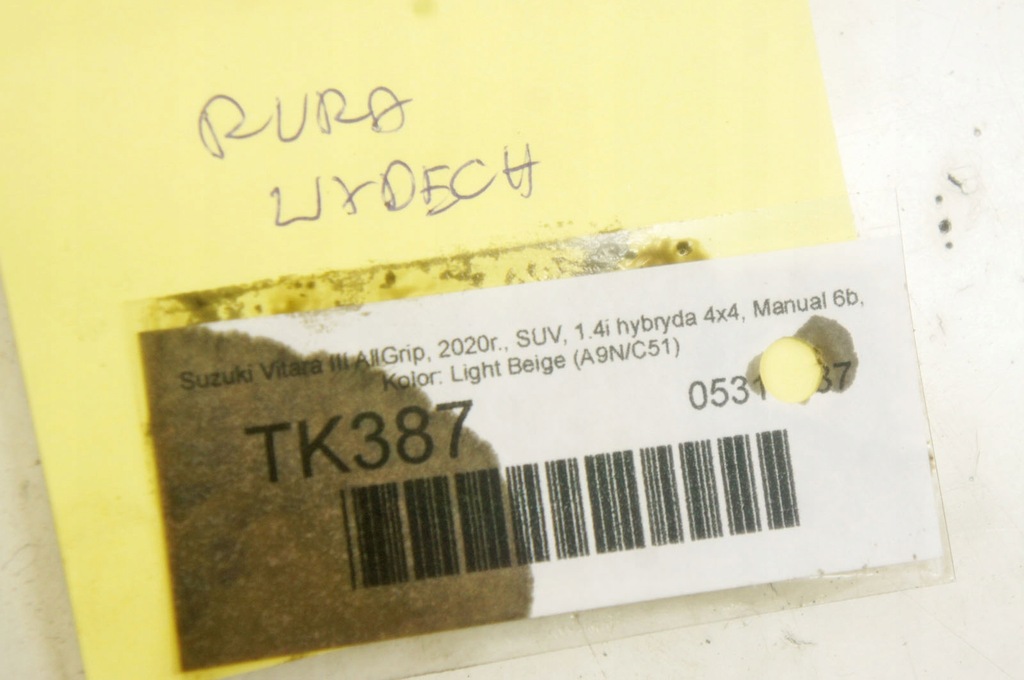 RURA
WYDECH
Suzuki Vitara III AllGrip, 2020r., SUV, 1.4i hybryda 4x4, Manual 6b,
Kolor: Light Beige (A9N/C51)
TK387